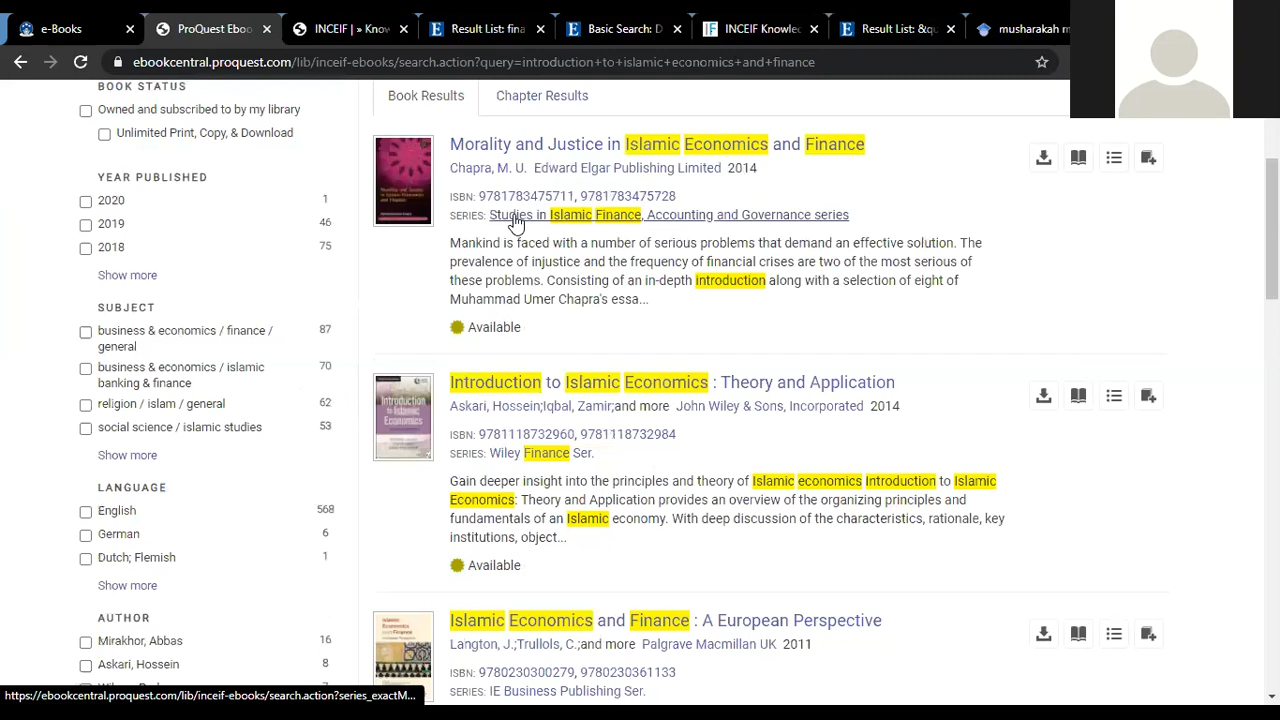 e-Books
ProQuest Eboo
INCEIF | » Know
Result List: fina
Basic Search: D
INCEIF Knowled
Result List: &qu
musharakah m
ebookcentral.proquest.com/lib/inceif-ebooks/search.action?query=introduction+to+islamic+economics+and+finance
BOOK STATUS
Owned and subscribed to by my library
Unlimited Print, Copy, & Download
YEAR PUBLISHED
2020 1
2019 46
2018 75
Show more
SUBJECT
business & economics / finance / 87
general
business & economics / islamic 70
banking & finance
religion / islam / general 62
social science / islamic studies 53
Show more
LANGUAGE
English 568
German 6
Dutch; Flemish 1
Show more
AUTHOR
Mirakhor, Abbas 16
Askari, Hossein 8
Book Results
Chapter Results
Morality and Justice in Islamic Economics and Finance
Chapra, M. U. Edward Elgar Publishing Limited 2014
ISBN: 9781783475711, 9781783475728
SERIES: Studies in Islamic Finance, Accounting and Governance series
Mankind is faced with a number of serious problems that demand an effective solution. The
prevalence of injustice and the frequency of financial crises are two of the most serious of
these problems. Consisting of an in-depth introduction along with a selection of eight of
Muhammad Umer Chapra's essa...
Available
Introduction to Islamic Economics : Theory and Application
Askari, Hossein;Iqbal, Zamir;and more John Wiley & Sons, Incorporated 2014
ISBN: 9781118732960, 9781118732984
SERIES: Wiley Finance Ser.
Gain deeper insight into the principles and theory of Islamic economics Introduction to Islamic
Economics: Theory and Application provides an overview of the organizing principles and
fundamentals of an Islamic economy. With deep discussion of the characteristics, rationale, key
institutions, object...
Available
Islamic Economics and Finance : A European Perspective
Langton, J.;Trullols, C.;and more Palgrave Macmillan UK 2011
ISBN: 9780230300279, 9780230361133
SERIES: IE Business Publishing Ser.
https://ebookcentral.proquest.com/lib/inceif-ebooks/search.action?series_exactM...